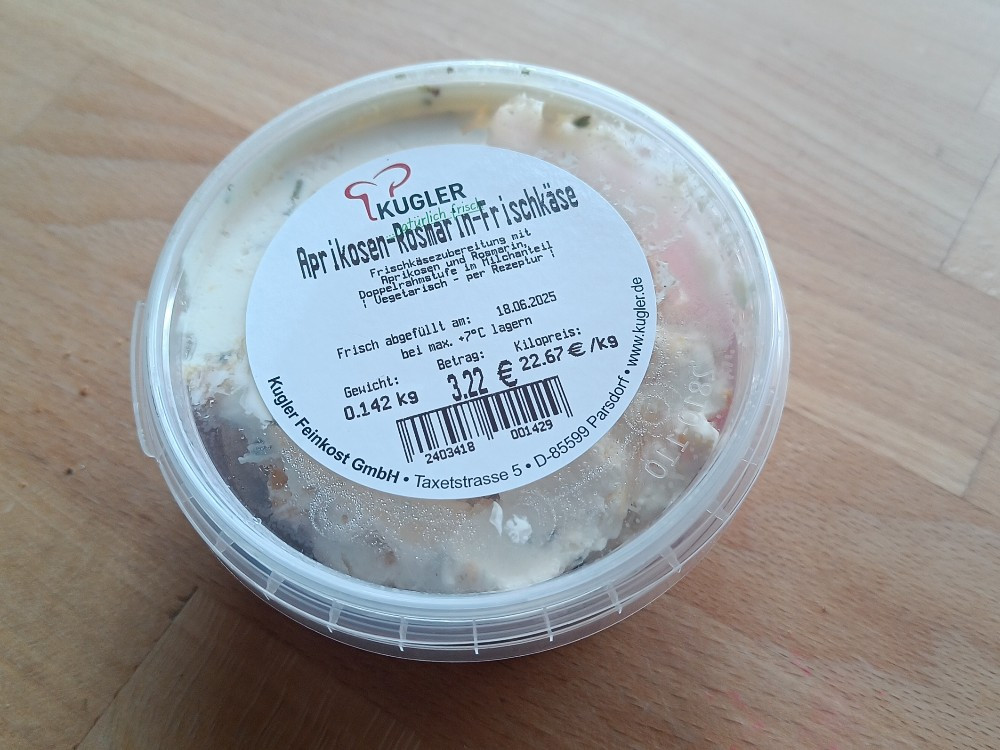 KUGLER
...natürlich frisch
Aprikosen-Rosmarin-Frischkäse
Frischkäsezubereitung mit
Aprikosen und Rosmarin,
Doppelrahmstufe im Milchanteil
¦ Vegetarisch - per Rezeptur ¦
Frisch abgefüllt am: 18.06.2025
bei max. +7°C lagern
Gewicht: Betrag: Kilopreis:
0.142 kg 3.22 € 22.67 € /kg
2403418 001429
Kugler Feinkost GmbH • Taxetstrasse 5 • D-85599 Parsdorf • www.kugler.de